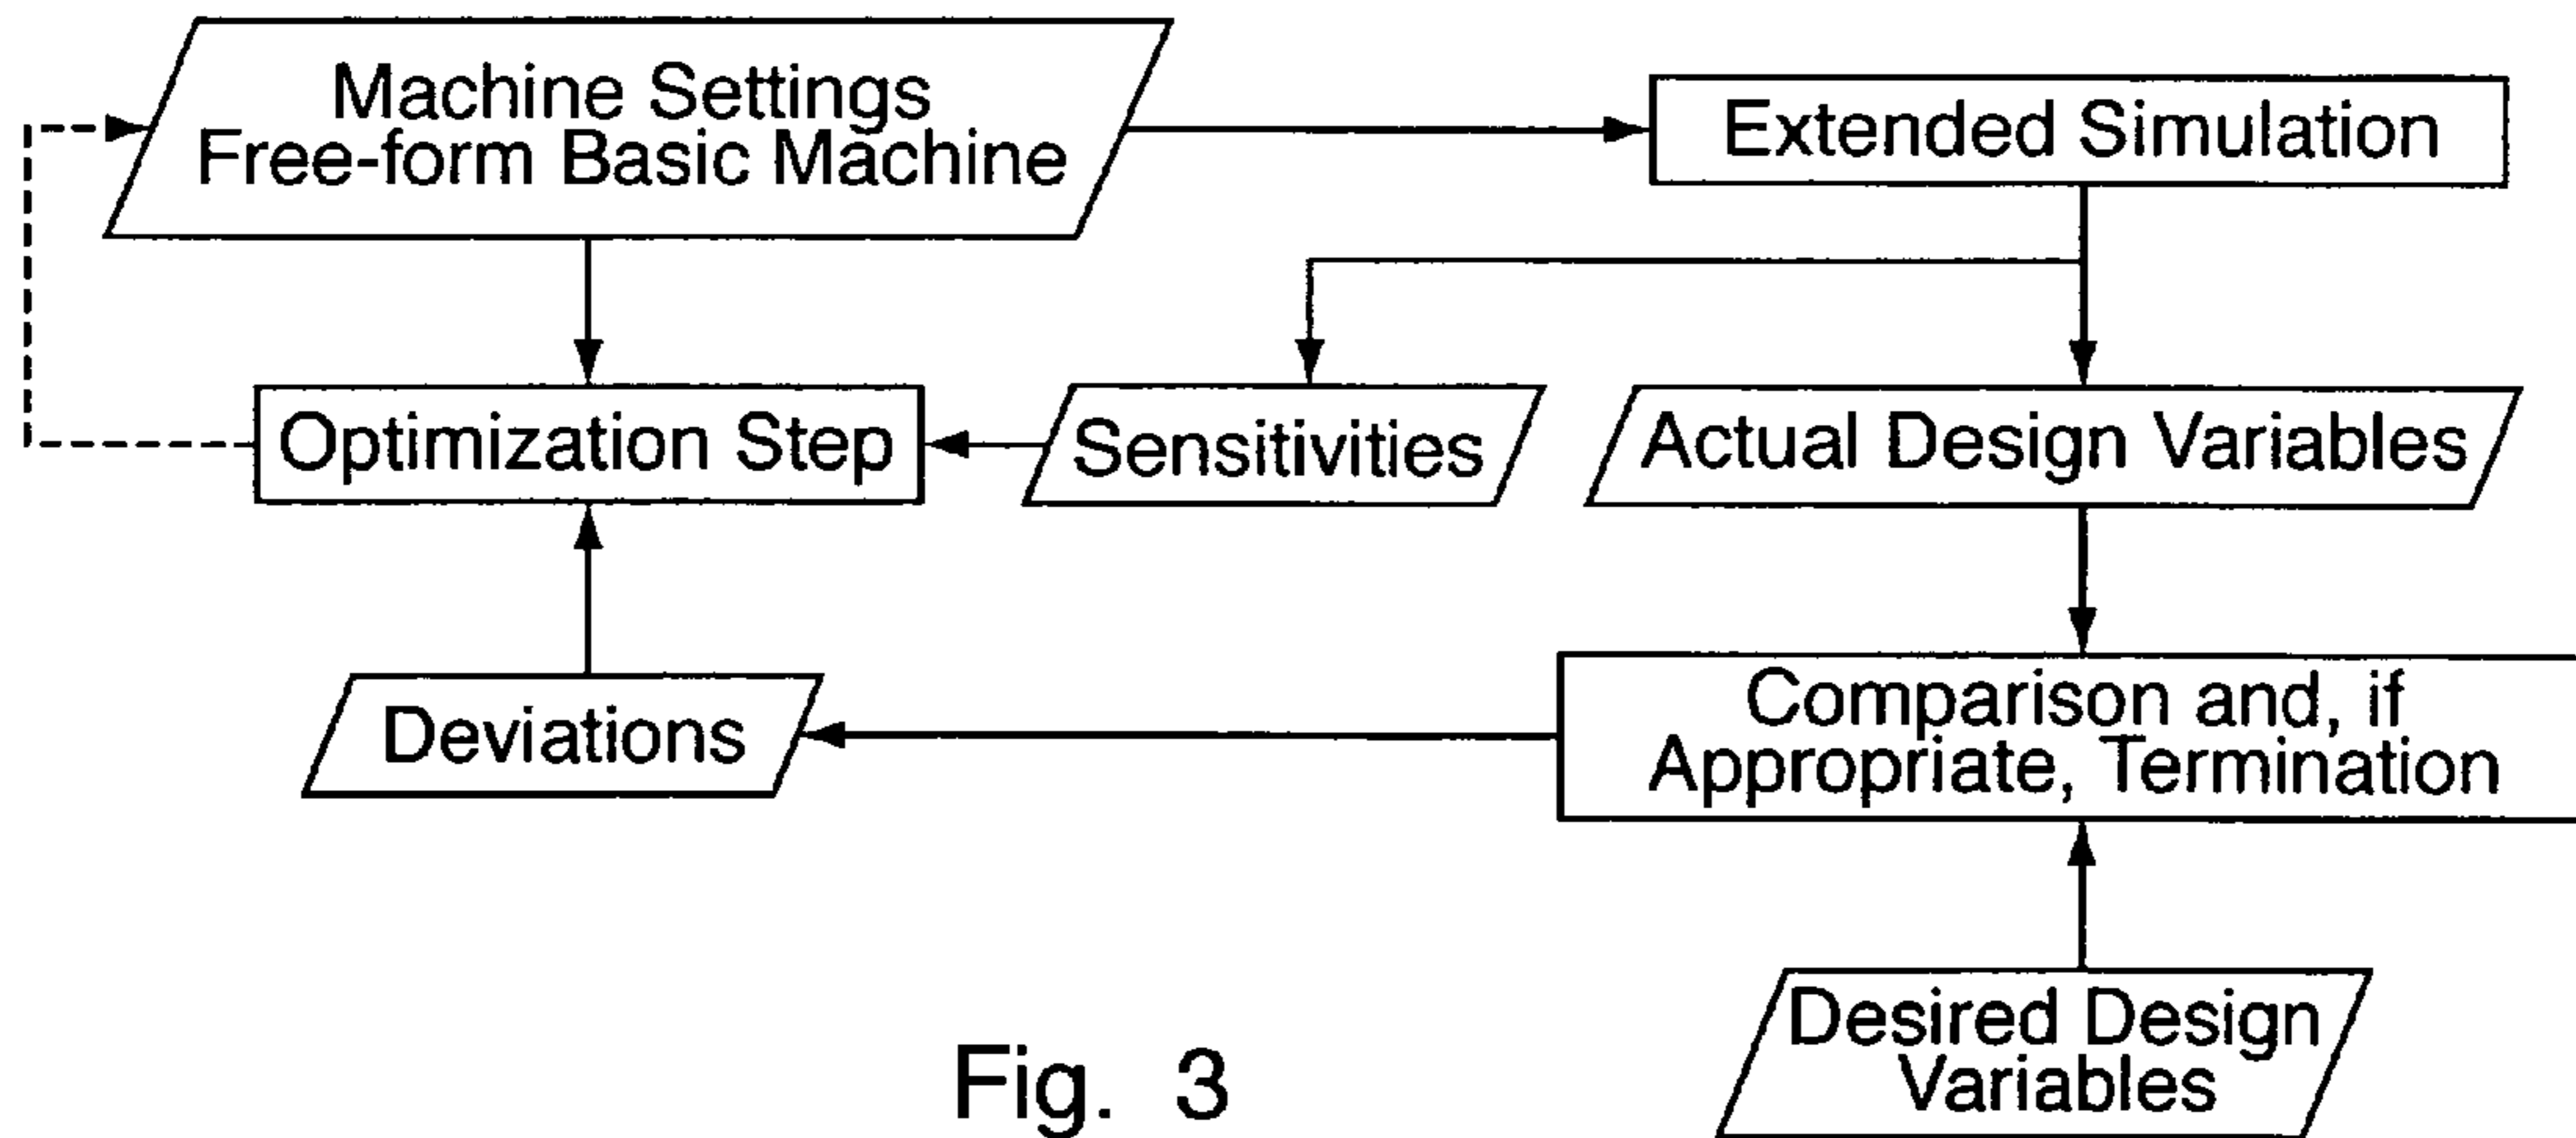 Machine Settings
Free-form Basic Machine
Extended Simulation
Optimization Step
Sensitivities
Actual Design Variables
Deviations
Comparison and, if
Appropriate, Termination
Desired Design
Variables
Fig. 3